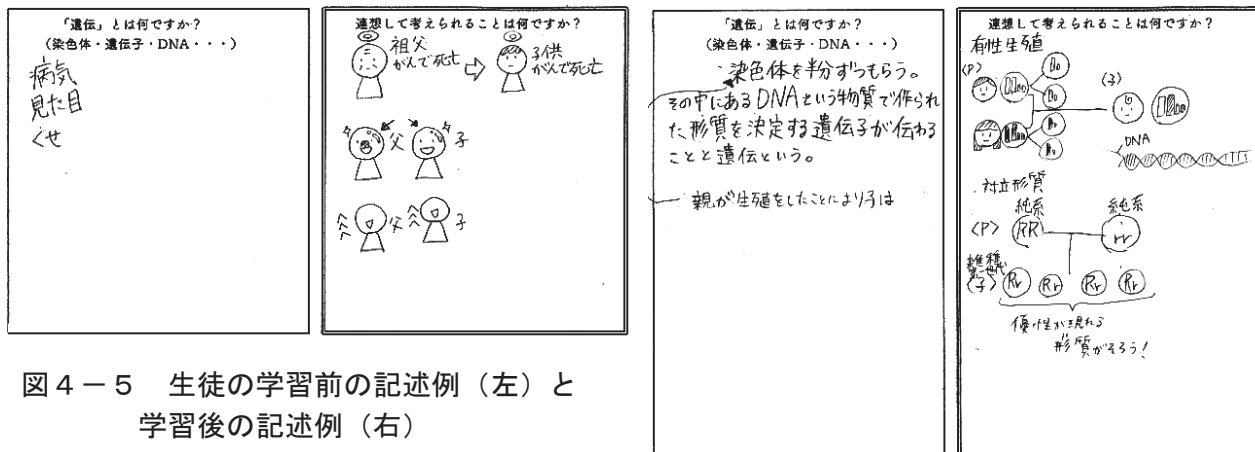 「遺伝」とは何ですか？
（染色体・遺伝子・DNA・・・）
病気
見た目
くせ
連想して考えられることは何ですか？
祖父
がんで死亡
子供
がんで死亡
父
子
父
子
「遺伝」とは何ですか？
（染色体・遺伝子・DNA・・・）
染色体を半分ずつもらう。
その中にあるDNAという物質で作られ
た形質を決定する遺伝子が伝わる
ことと遺伝という。
親が生殖をしたことにより子は
連想して考えられることは何ですか？
有性生殖
〈P〉
〈子〉
DNA
対立形質
純系
純系
〈P〉
RR
rr
雑種
第一世代
〈子〉
Rr
Rr
Rr
Rr
優性が現れる
形質がそろう！
図４－５　生徒の学習前の記述例（左）と
学習後の記述例（右）